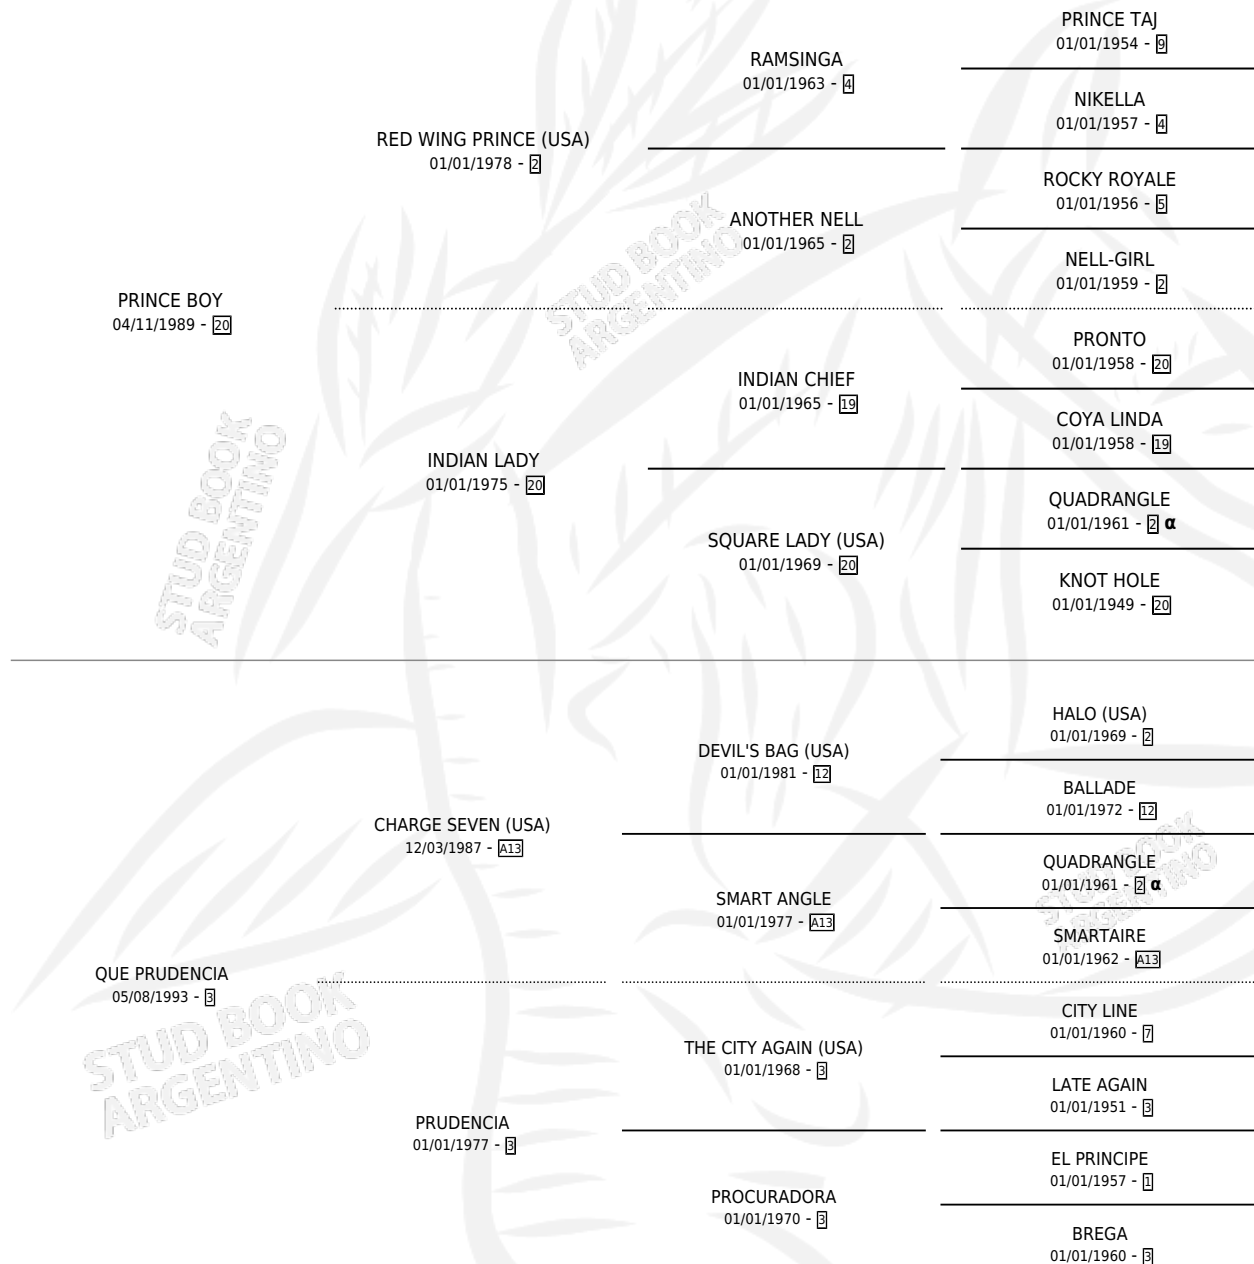 PRINCE TAJ
01/01/1954 - 9
RAMSINGA
01/01/1963 - 4
NIKELLA
01/01/1957 - 4
RED WING PRINCE (USA)
01/01/1978 - 2
ROCKY ROYALE
01/01/1956 - 5
ANOTHER NELL
01/01/1965 - 2
NELL-GIRL
01/01/1959 - 2
PRINCE BOY
04/11/1989 - 20
PRONTO
01/01/1958 - 20
INDIAN CHIEF
01/01/1965 - 19
COYA LINDA
01/01/1958 - 19
INDIAN LADY
01/01/1975 - 20
QUADRANGLE
01/01/1961 - 2 α
SQUARE LADY (USA)
01/01/1969 - 20
KNOT HOLE
01/01/1949 - 20
HALO (USA)
01/01/1969 - 2
DEVIL'S BAG (USA)
01/01/1981 - 12
BALLADE
01/01/1972 - 12
CHARGE SEVEN (USA)
12/03/1987 - A13
QUADRANGLE
01/01/1961 - 2 α
SMART ANGLE
01/01/1977 - A13
SMARTAIRE
01/01/1962 - A13
QUE PRUDENCIA
05/08/1993 - 3
CITY LINE
01/01/1960 - 7
THE CITY AGAIN (USA)
01/01/1968 - 3
LATE AGAIN
01/01/1951 - 3
PRUDENCIA
01/01/1977 - 3
EL PRINCIPE
01/01/1957 - 1
PROCURADORA
01/01/1970 - 3
BREGA
01/01/1960 - 3
STUD BOOK
ARGENTINO
STUD BOOK
ARGENTINO
STUD BOOK
ARGENTINO
STUD BOOK
ARGENTINO